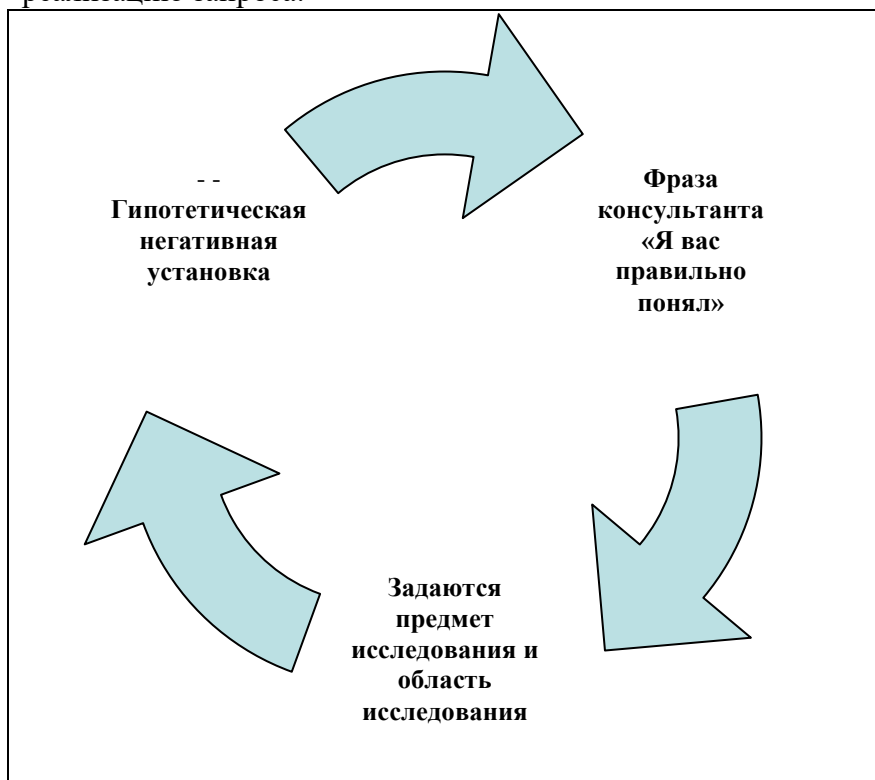 - -
Гипотетическая
негативная
установка
Фраза
консультанта
«Я вас
правильно
понял»
Задаются
предмет
исследования и
область
исследования